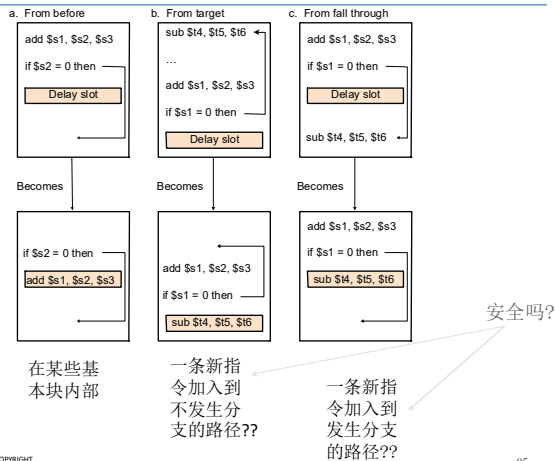 a. From before
b. From target
c. From fall through
add $s1, $s2, $s3
if $s2 = 0 then
Delay slot
sub $t4, $t5, $t6
…
add $s1, $s2, $s3
if $s1 = 0 then
Delay slot
add $s1, $s2, $s3
if $s1 = 0 then
Delay slot
sub $t4, $t5, $t6
Becomes
Becomes
Becomes
if $s2 = 0 then
add $s1, $s2, $s3
add $s1, $s2, $s3
if $s1 = 0 then
sub $t4, $t5, $t6
add $s1, $s2, $s3
if $s1 = 0 then
sub $t4, $t5, $t6
安全吗?
在某些基
本块内部
一条新指
令加入到
不发生分
支的路径??
一条新指
令加入到
发生分支
的路径??